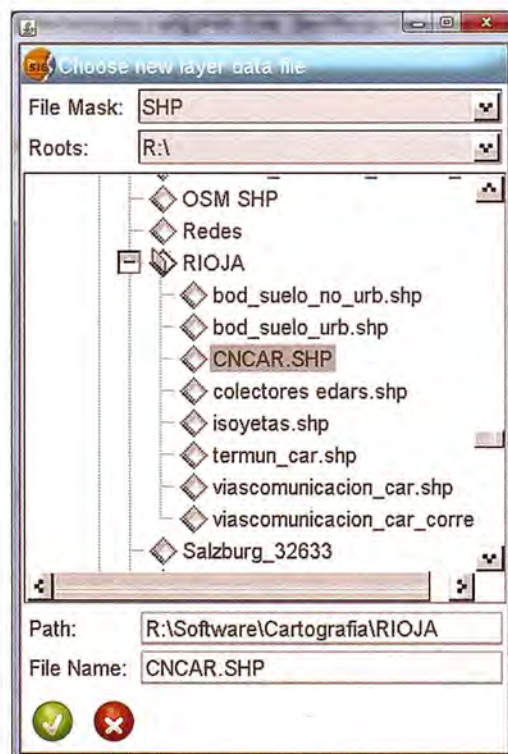 SIG Choose new layer data file
File Mask: SHP
Roots: R:\
OSM SHP
Redes
RIOJA
bod_suelo_no_urb.shp
bod_suelo_urb.shp
CNCAR.SHP
colectores edars.shp
isoyetas.shp
termun_car.shp
viascomunicacion_car.shp
viascomunicacion_car_corre
Salzburg_32633
Path: R:\Software\Cartografia\RIOJA
File Name: CNCAR.SHP